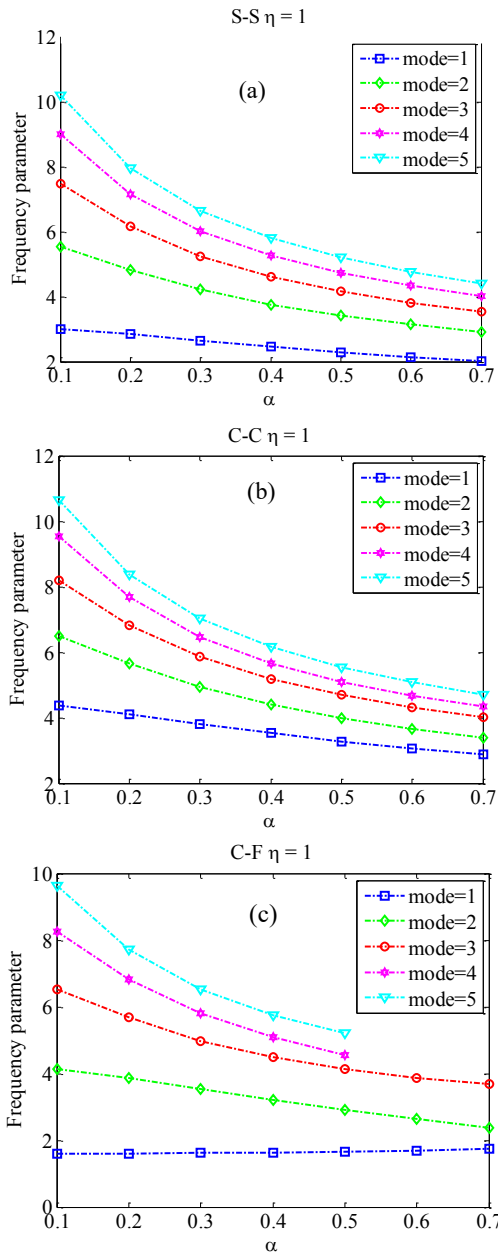 S-S η = 1
12
10
8
6
4
2
Frequency parameter
(a)
mode=1
mode=2
mode=3
mode=4
mode=5
0.1 0.2 0.3 0.4 0.5 0.6 0.7
α
C-C η = 1
12
10
8
6
4
2
Frequency parameter
(b)
mode=1
mode=2
mode=3
mode=4
mode=5
0.1 0.2 0.3 0.4 0.5 0.6 0.7
α
C-F η = 1
10
8
6
4
2
0
Frequency parameter
(c)
mode=1
mode=2
mode=3
mode=4
mode=5
0.1 0.2 0.3 0.4 0.5 0.6 0.7
α